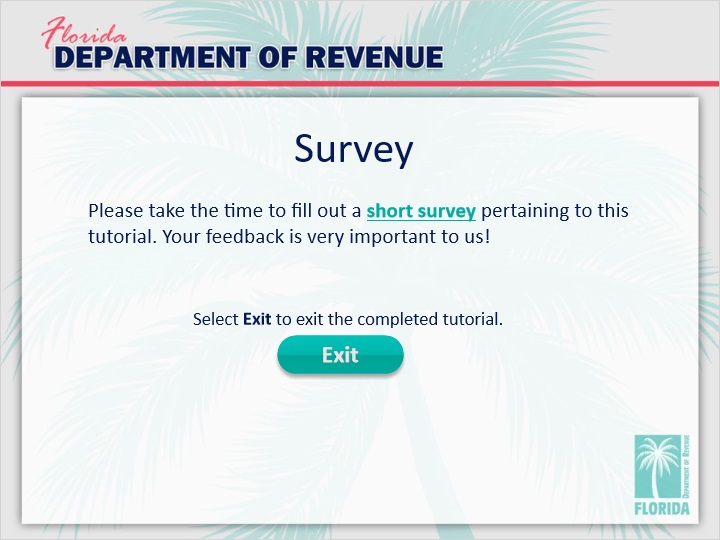 Florida
DEPARTMENT OF REVENUE
Survey
Please take the time to fill out a short survey pertaining to this
tutorial. Your feedback is very important to us!
Select Exit to exit the completed tutorial.
Exit
DEPARTMENT OF REVENUE
FLORIDA